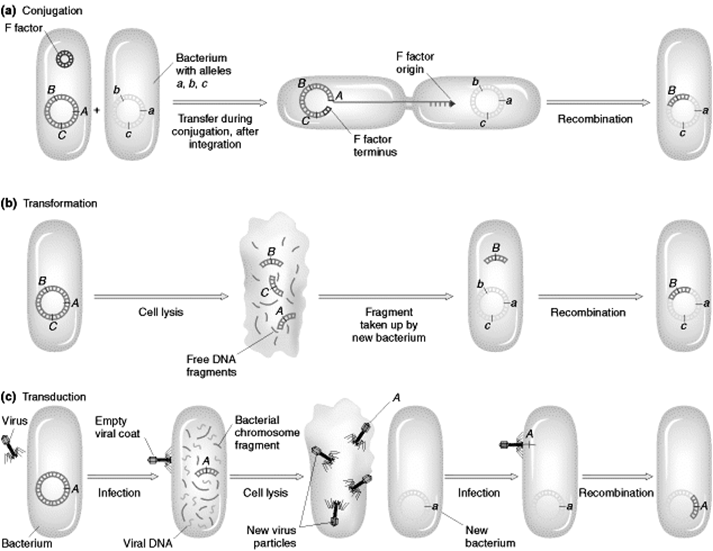 (a) Conjugation
F factor
B
A
C
+
b
a
c
Bacterium
with alleles
a, b, c
Transfer during
conjugation, after
integration
B
A
F factor
origin
F factor
terminus
b
a
c
Recombination
B
a
c
(b) Transformation
B
A
C
Cell lysis
B
C
A
Free DNA
fragments
Fragment
taken up by
new bacterium
B
b
a
c
Recombination
B
a
c
(c) Transduction
Virus
A
Bacterium
Infection
Empty
viral coat
A
Viral DNA
Bacterial
chromosome
fragment
Cell lysis
A
New virus
particles
a
New
bacterium
Infection
A
a
Recombination
A